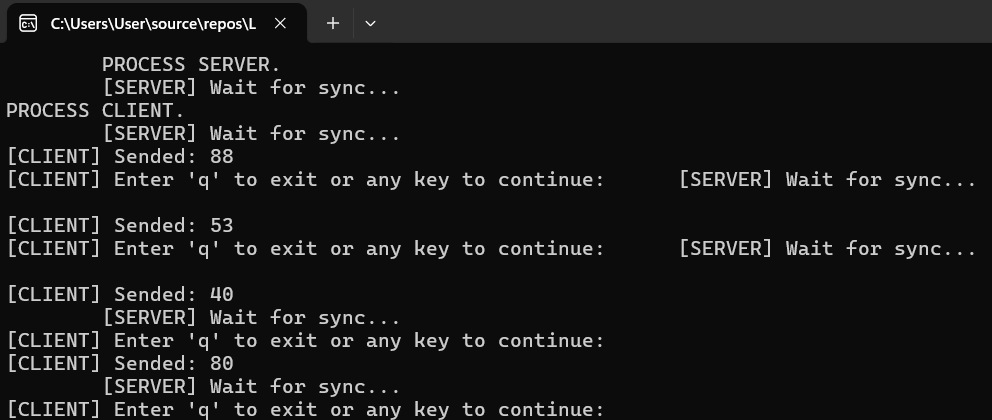 C:\Users\User\source\repos\L
PROCESS SERVER.
[SERVER] Wait for sync...
PROCESS CLIENT.
[SERVER] Wait for sync...
[CLIENT] Sended: 88
[CLIENT] Enter 'q' to exit or any key to continue: [SERVER] Wait for sync...
[CLIENT] Sended: 53
[CLIENT] Enter 'q' to exit or any key to continue: [SERVER] Wait for sync...
[CLIENT] Sended: 40
[SERVER] Wait for sync...
[CLIENT] Enter 'q' to exit or any key to continue:
[CLIENT] Sended: 80
[SERVER] Wait for sync...
[CLIENT] Enter 'q' to exit or any key to continue: